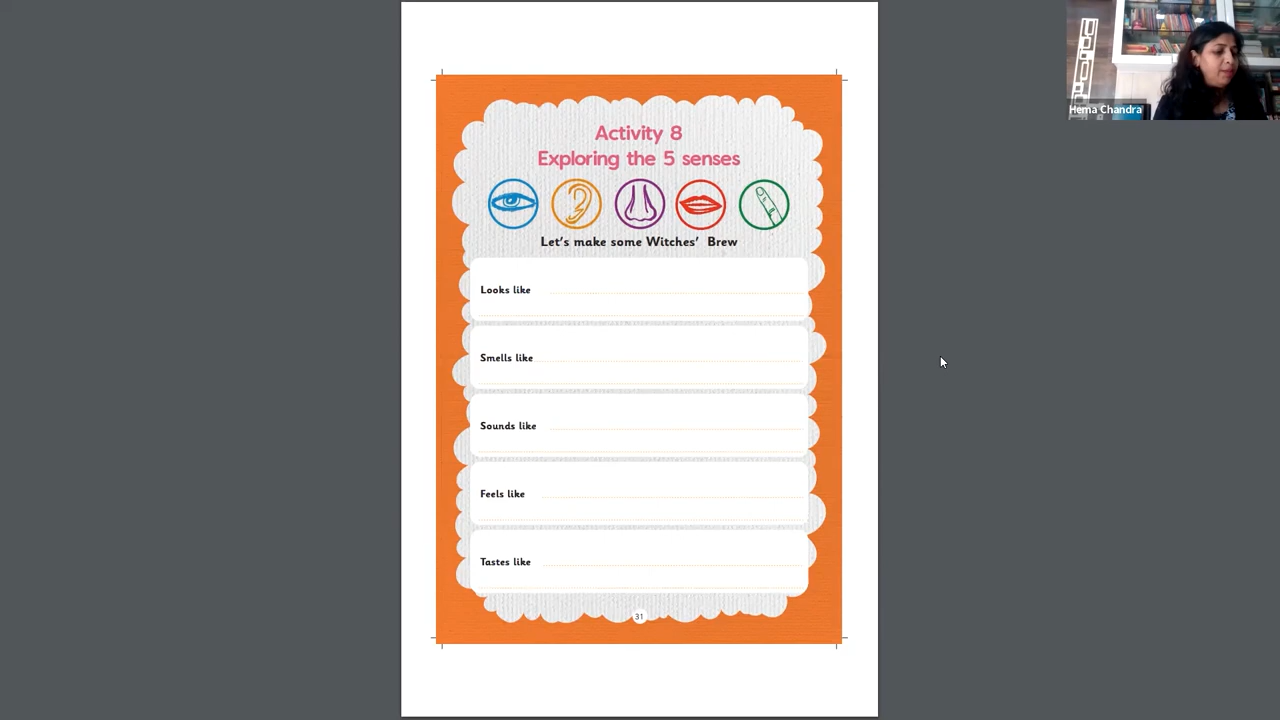 Hema Chandra
Activity 8
Exploring the 5 senses
Let's make some Witches' Brew
Looks like
Smells like
Sounds like
Feels like
Tastes like
31